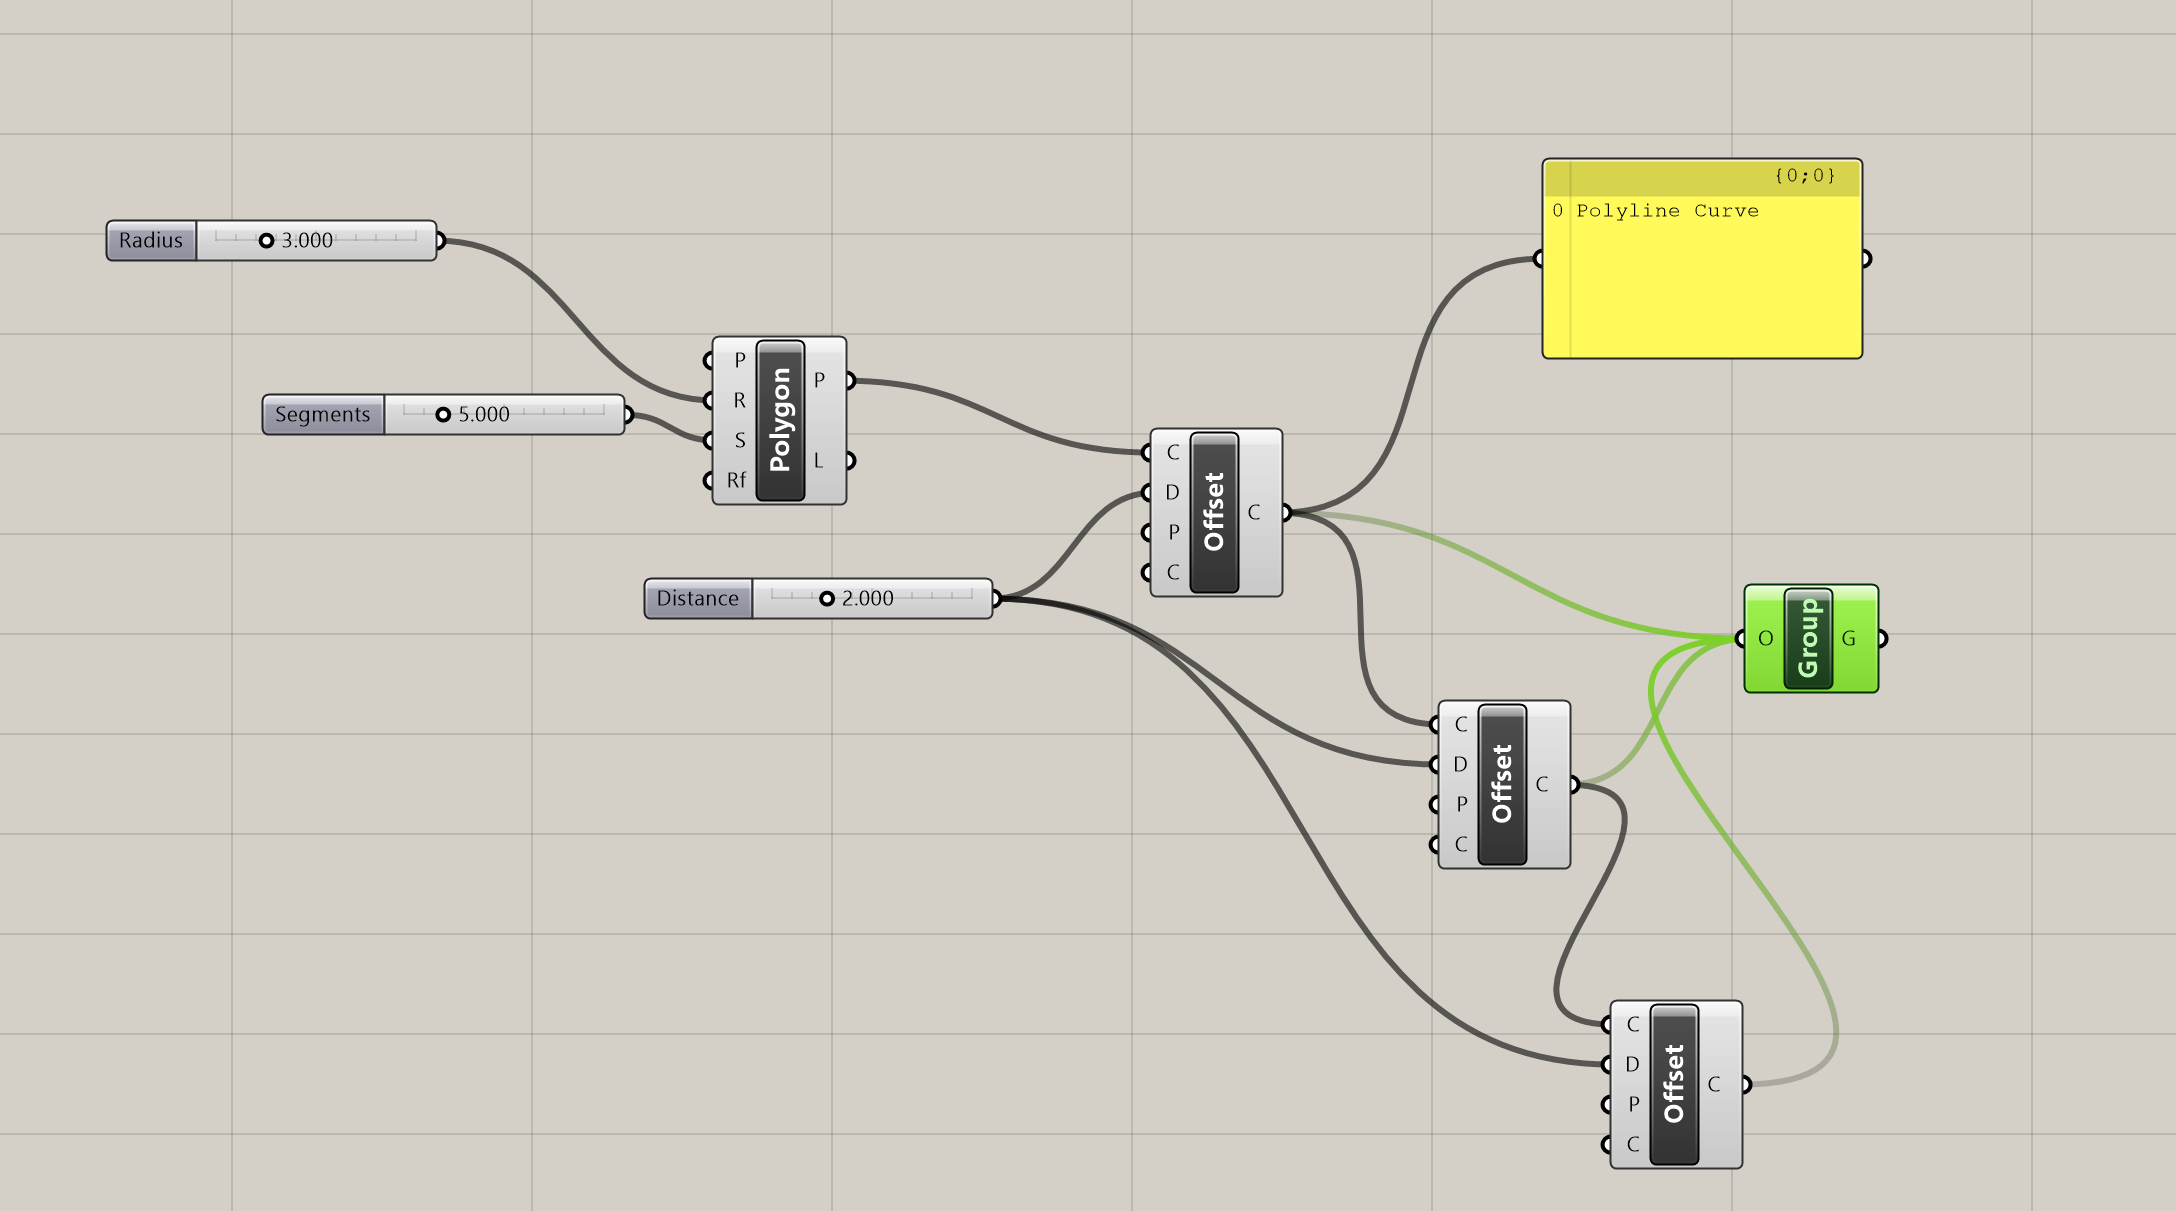 {0;0}
0 Polyline Curve
Radius 3.000
Segments 5.000
P
R
S
Rf
Polygon
P
L
Distance 2.000
C
D
P
C
Offset
C
O
Group
G
C
D
P
C
Offset
C
C
D
P
C
Offset
C